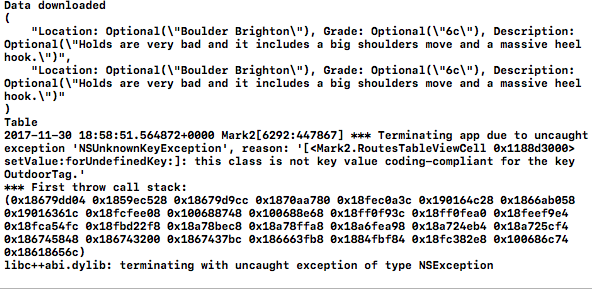 Data downloaded
(
    "Location: Optional(\"Boulder Brighton\"), Grade: Optional(\"6c\"), Description:
Optional(\"Holds are very bad and it includes a big shoulders move and a massive heel
hook.\")",
    "Location: Optional(\"Boulder Brighton\"), Grade: Optional(\"6c\"), Description:
Optional(\"Holds are very bad and it includes a big shoulders move and a massive heel
hook.\")"
)
Table
2017-11-30 18:58:51.564872+0000 Mark2[6292:447867] *** Terminating app due to uncaught
exception 'NSUnknownKeyException', reason: '[<Mark2.RoutesTableViewCell 0x1188d3000>
setValue:forUndefinedKey:]: this class is not key value coding-compliant for the key
OutdoorTag.'
*** First throw call stack:
(0x18679dd04 0x1859ec528 0x18679d9cc 0x1870aa780 0x18fec0a3c 0x190164c28 0x1866ab058
0x19016361c 0x18fcfee08 0x100688748 0x100688e68 0x18ff0f93c 0x18ff0fea0 0x18feef9e4
0x18fca54fc 0x18fbd22f8 0x18a78bec8 0x18a78ffa8 0x18a6fea98 0x18a724eb4 0x18a725cf4
0x186745848 0x186743200 0x1867437bc 0x186663fb8 0x1884fbf84 0x18fc382e8 0x100686c74
0x18618656c)
libc++abi.dylib: terminating with uncaught exception of type NSException